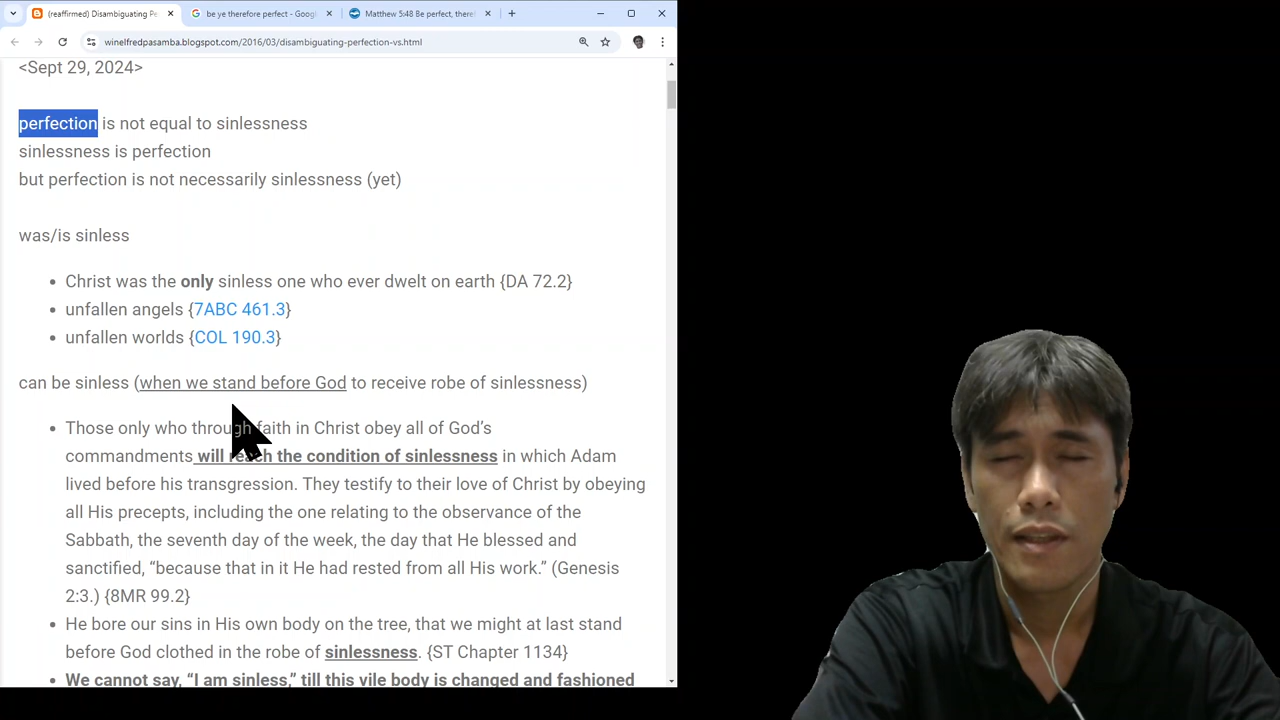 (reaffirmed) Disambiguating Pe
be ye therefore perfect - Googl
Matthew 5:48 Be perfect, theref
winelfredpasamba.blogspot.com/2016/03/disambiguating-perfection-vs.html
<Sept 29, 2024>
perfection is not equal to sinlessness
sinlessness is perfection
but perfection is not necessarily sinlessness (yet)
was/is sinless
• Christ was the only sinless one who ever dwelt on earth {DA 72.2}
• unfallen angels {7ABC 461.3}
• unfallen worlds {COL 190.3}
can be sinless (when we stand before God to receive robe of sinlessness)
• Those only who through faith in Christ obey all of God’s
commandments will reach the condition of sinlessness in which Adam
lived before his transgression. They testify to their love of Christ by obeying
all His precepts, including the one relating to the observance of the
Sabbath, the seventh day of the week, the day that He blessed and
sanctified, “because that in it He had rested from all His work.” (Genesis
2:3.) {8MR 99.2}
• He bore our sins in His own body on the tree, that we might at last stand
before God clothed in the robe of sinlessness. {ST Chapter 1134}
• We cannot say, “I am sinless,” till this vile body is changed and fashioned